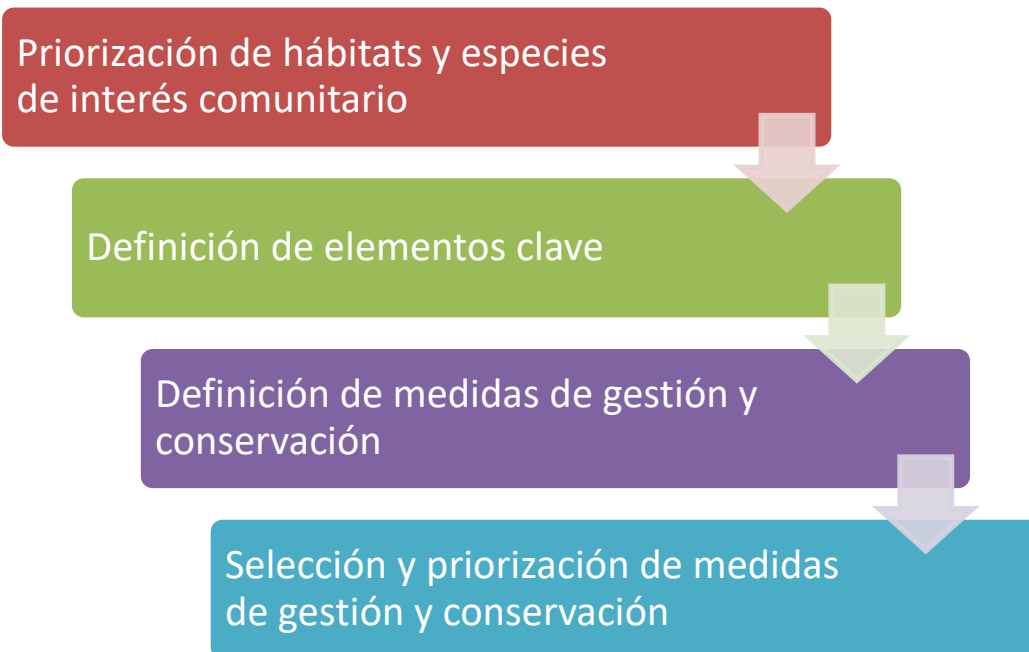 Priorización de hábitats y especies
de interés comunitario
Definición de elementos clave
Definición de medidas de gestión y
conservación
Selección y priorización de medidas
de gestión y conservación